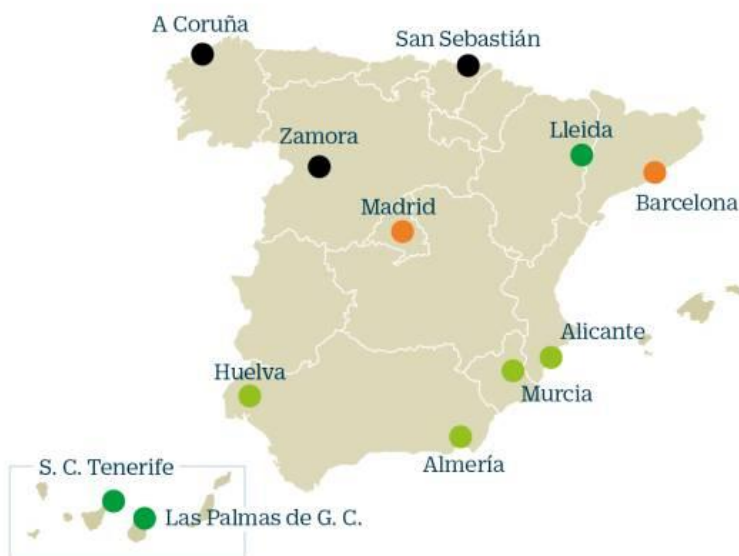 A Coruña
San Sebastián
Zamora
Lleida
Madrid
Barcelona
Alicante
Huelva
Murcia
Almería
S. C. Tenerife
Las Palmas de G. C.